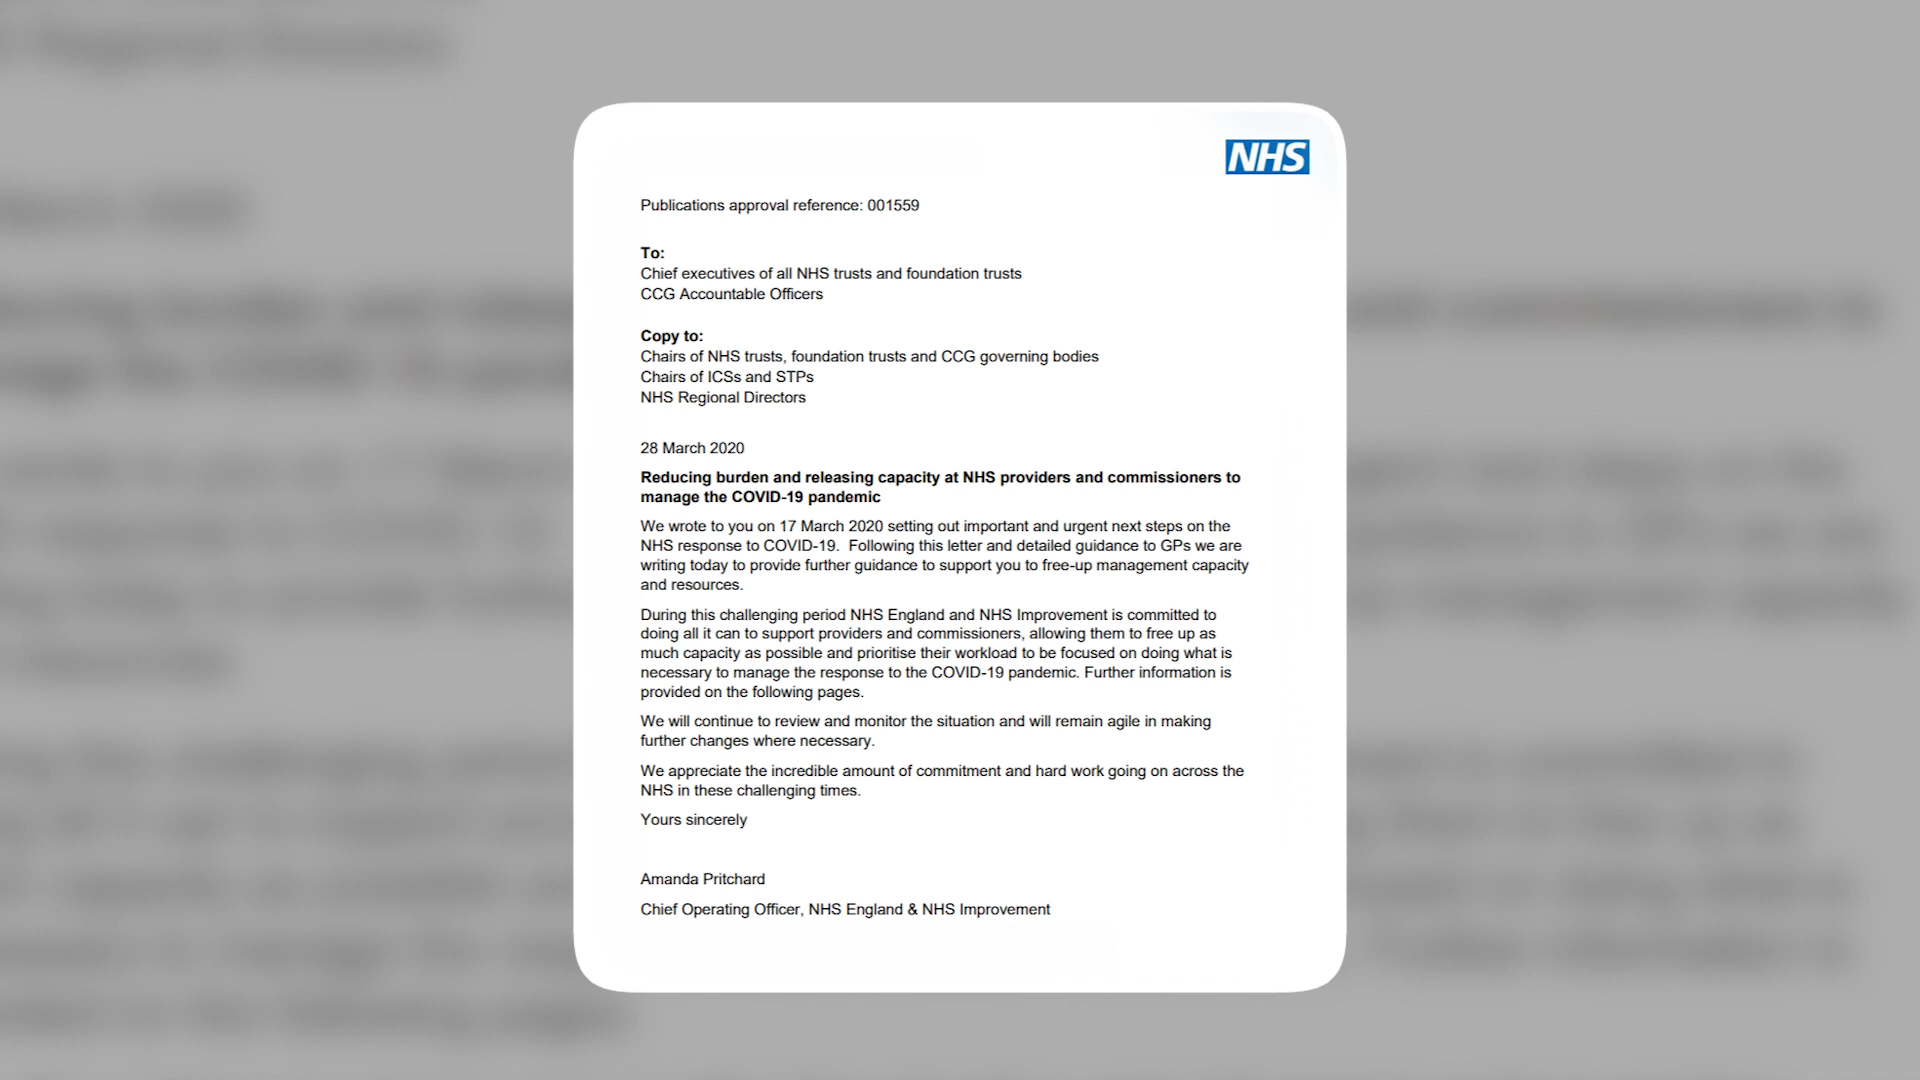 NHS
Publications approval reference: 001559
To:
Chief executives of all NHS trusts and foundation trusts
CCG Accountable Officers
Copy to:
Chairs of NHS trusts, foundation trusts and CCG governing bodies
Chairs of ICSs and STPs
NHS Regional Directors
28 March 2020
Reducing burden and releasing capacity at NHS providers and commissioners to
manage the COVID-19 pandemic
We wrote to you on 17 March 2020 setting out important and urgent next steps on the
NHS response to COVID-19.  Following this letter and detailed guidance to GPs we are
writing today to provide further guidance to support you to free-up management capacity
and resources.
During this challenging period NHS England and NHS Improvement is committed to
doing all it can to support providers and commissioners, allowing them to free up as
much capacity as possible and prioritise their workload to be focused on doing what is
necessary to manage the response to the COVID-19 pandemic. Further information is
provided on the following pages.
We will continue to review and monitor the situation and will remain agile in making
further changes where necessary.
We appreciate the incredible amount of commitment and hard work going on across the
NHS in these challenging times.
Yours sincerely
Amanda Pritchard
Chief Operating Officer, NHS England & NHS Improvement